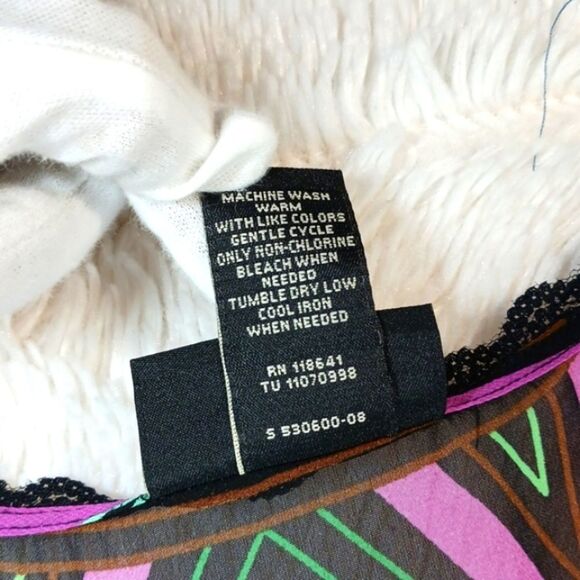 MACHINE WASH
WARM
WITH LIKE COLORS
GENTLE CYCLE
ONLY NON-CHLORINE
BLEACH WHEN
NEEDED
TUMBLE DRY LOW
COOL IRON
WHEN NEEDED
RN 118641
TU 11070998
S 530600-08